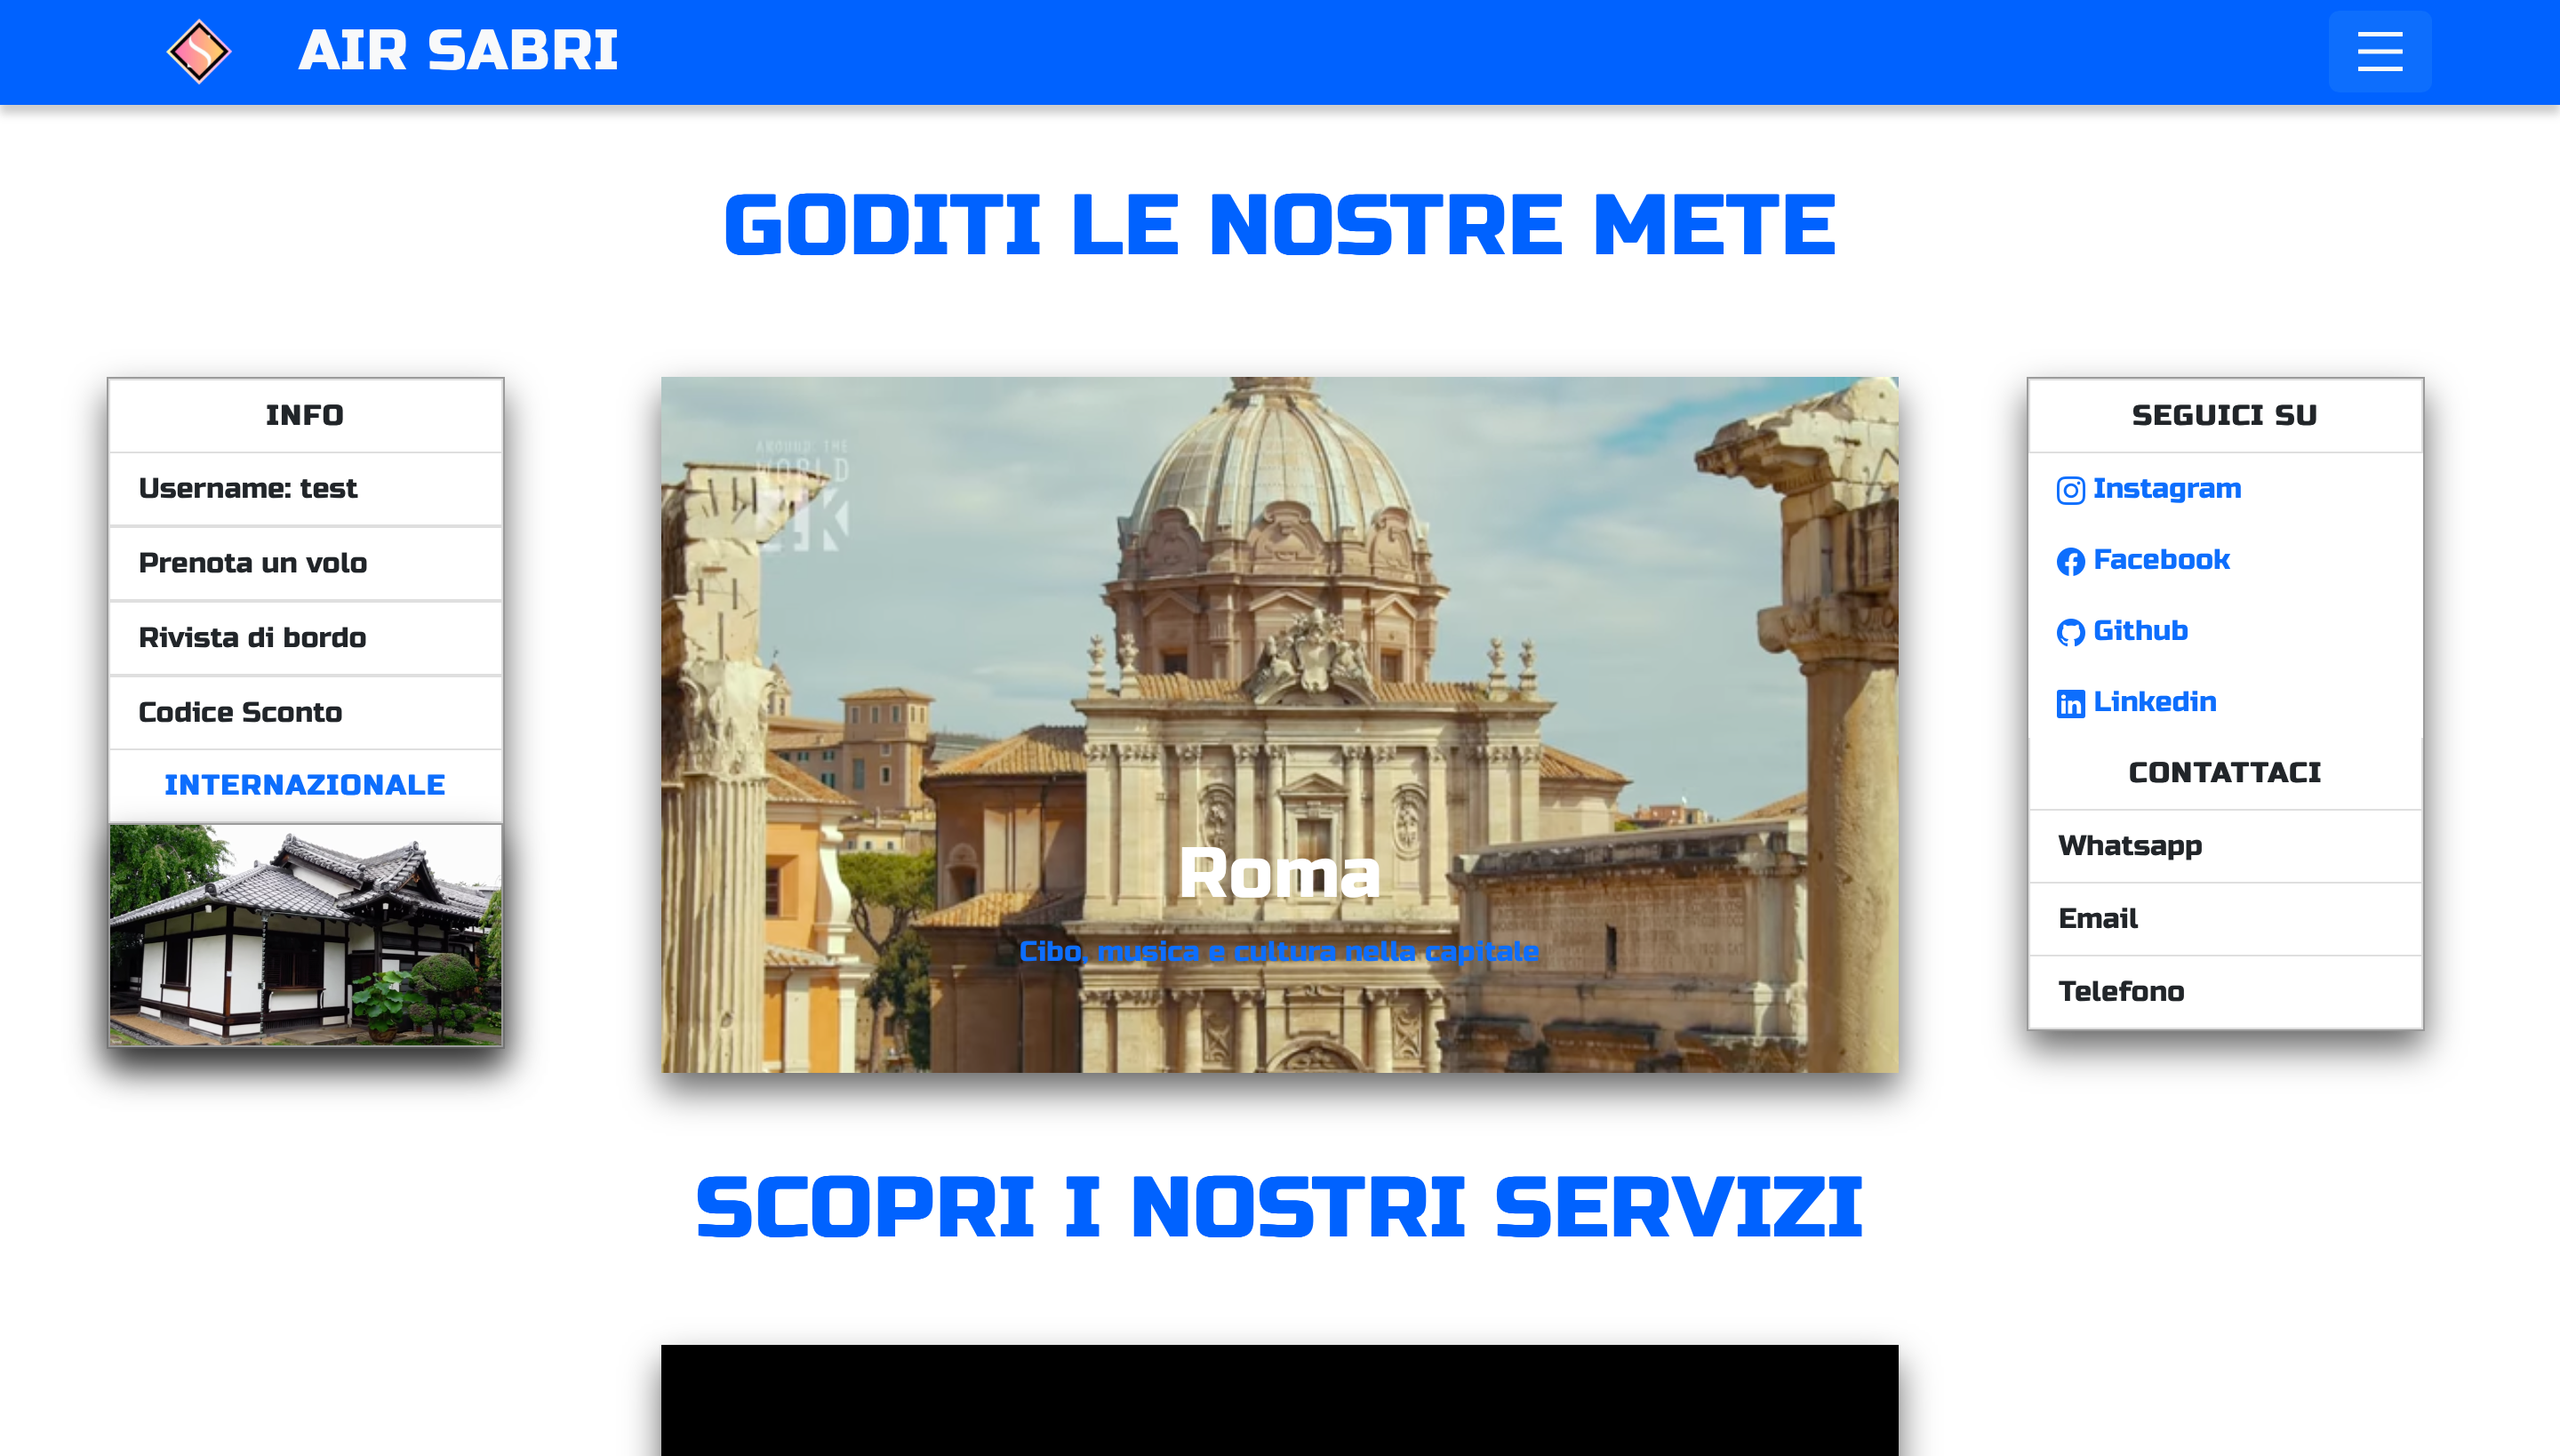 AIR SABRI
GODITI LE NOSTRE METE
INFO
Username: test
Prenota un volo
Rivista di bordo
Codice Sconto
INTERNAZIONALE
AROUND THE
WORLD
4K
Roma
Cibo, musica e cultura nella capitale
SEGUICI SU
Instagram
Facebook
Github
Linkedin
CONTATTACI
Whatsapp
Email
Telefono
SCOPRI I NOSTRI SERVIZI